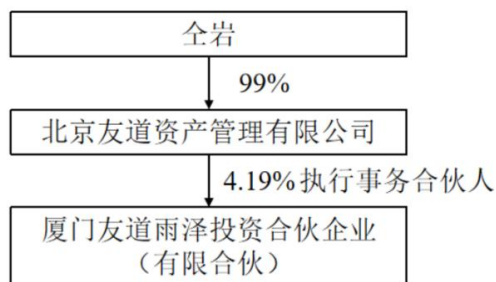 仝岩
99%
北京友道资产管理有限公司
4.19%执行事务合伙人
厦门友道雨泽投资合伙企业
（有限合伙）